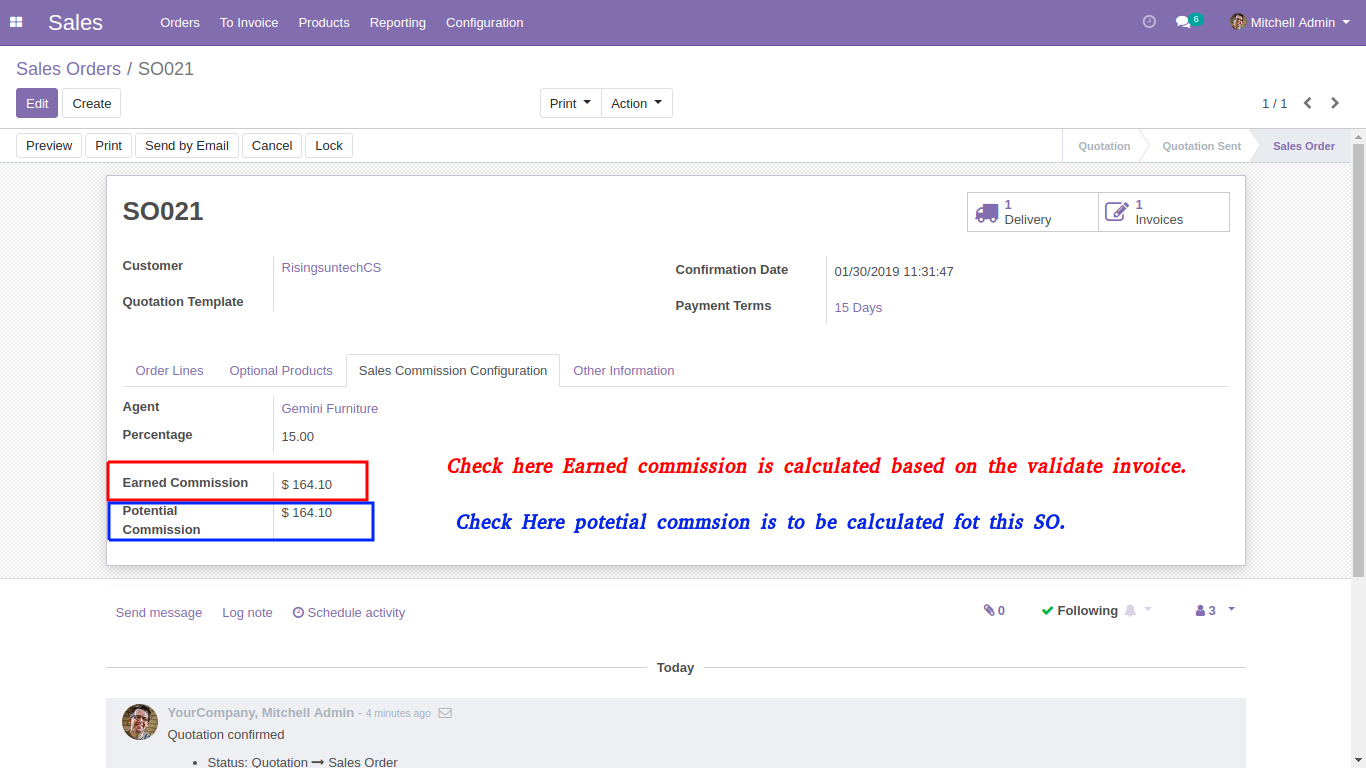 Sales Orders To Invoice Products Reporting Configuration 6 Mitchell Admin
Sales Orders / SO021
Edit Create Print Action 1 / 1
Preview Print Send by Email Cancel Lock Quotation Quotation Sent Sales Order
SO021
1 Delivery
1 Invoices
Customer RisingsuntechCS
Confirmation Date 01/30/2019 11:31:47
Quotation Template
Payment Terms 15 Days
Order Lines Optional Products Sales Commission Configuration Other Information
Agent Gemini Furniture
Percentage 15.00
Check here Earned commission is calculated based on the validate invoice.
Earned Commission $ 164.10
Potential Commission $ 164.10
Check Here potetial commsion is to be calculated fot this SO.
Send message Log note Schedule activity 0 Following 3
Today
YourCompany, Mitchell Admin - 4 minutes ago
Quotation confirmed
• Status: Quotation ➞ Sales Order